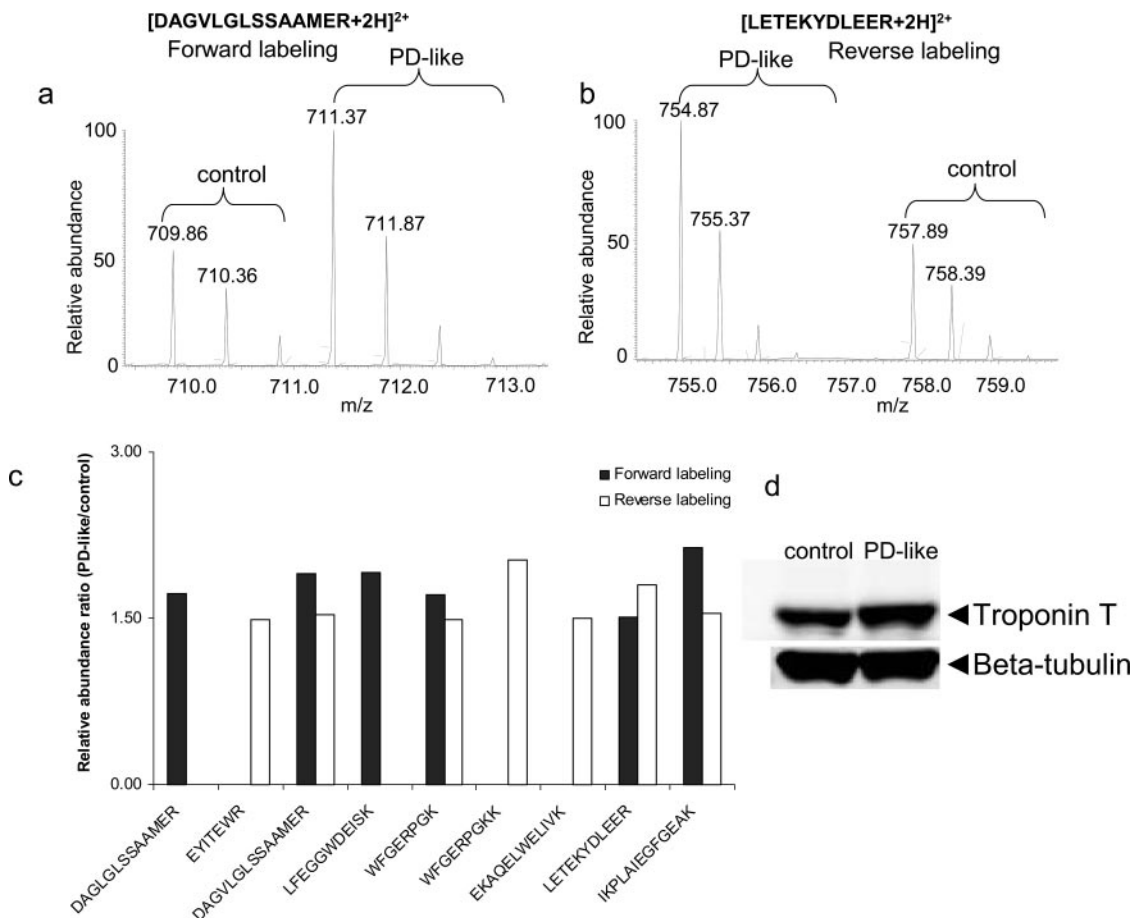 [DAGVLGLSSAAMER+2H]²⁺
Forward labeling
PD-like
a
711.37
100
control
709.86
711.87
710.36
50
0
Relative abundance
710.0 711.0 712.0 713.0
m/z
[LETEKYDLEER+2H]²⁺
PD-like Reverse labeling
b
754.87
100
control
755.37
757.89
758.39
50
0
Relative abundance
755.0 756.0 757.0 758.0 759.0
m/z
c
3.00
1.50
0.00
Relative abundance ratio (PD-like/control)
Forward labeling
Reverse labeling
DAGLGLSSAAMER
EYITEWR
DAGVLGLSSAAMER
LFEGGWDEISK
WFGERPGK
WFGERPGKK
EKAQELWELIVK
LETEKYDLEER
IKPLAIEGFGEAK
d
control PD-like
Troponin T
Beta-tubulin